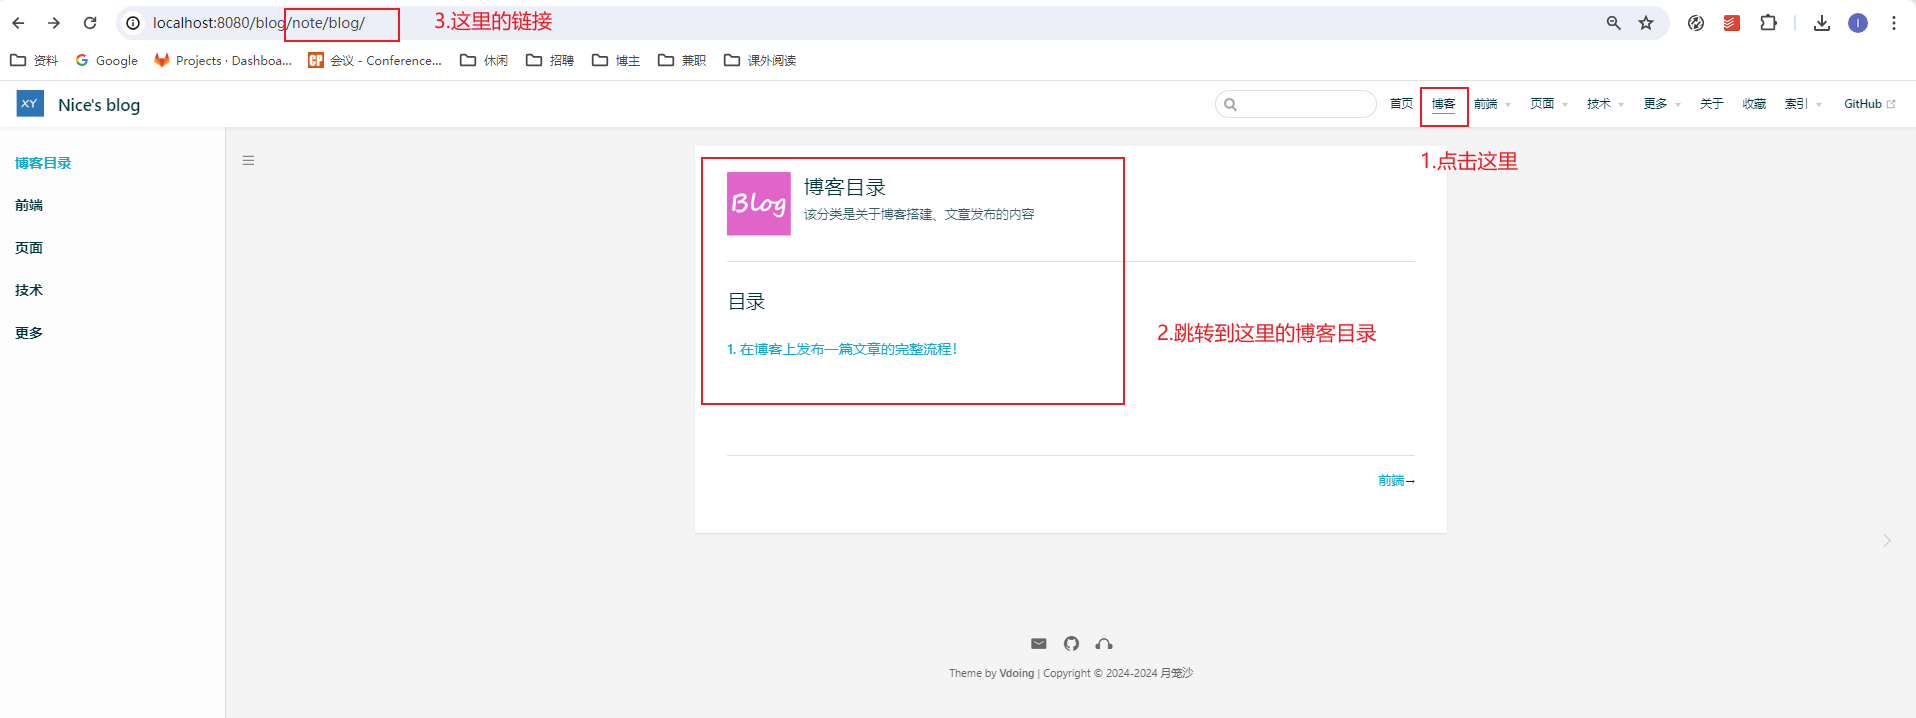 localhost:8080/blog/note/blog/
3.这里的链接
I
资料
Google
Projects · Dashboa...
CP
会议 - Conference...
休闲
招聘
博主
兼职
课外阅读
XY
Nice's blog
首页
博客
前端
页面
技术
更多
关于
收藏
索引
GitHub
1.点击这里
博客目录
前端
页面
技术
更多
Blog
博客目录
该分类是关于博客搭建、文章发布的内容
目录
1. 在博客上发布一篇文章的完整流程！
2.跳转到这里的博客目录
前端→
Theme by Vdoing | Copyright © 2024-2024 月笼沙